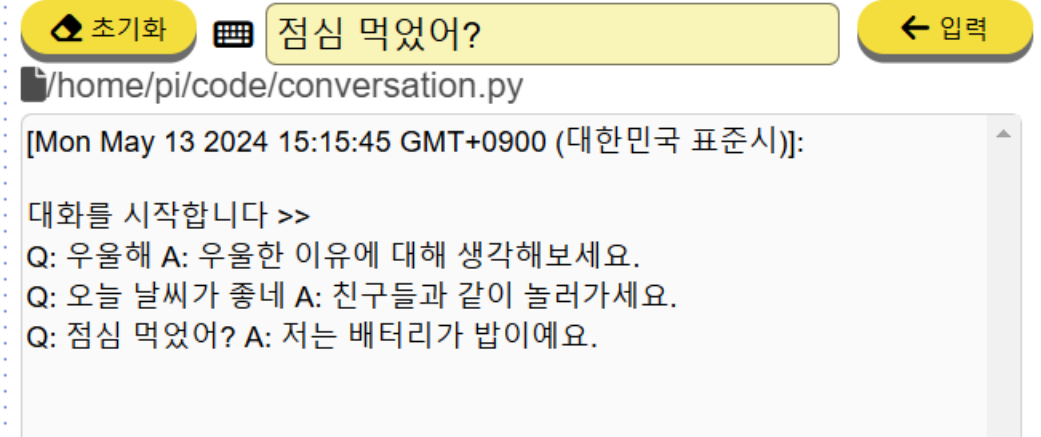 초기화 점심 먹었어? 입력
/home/pi/code/conversation.py
[Mon May 13 2024 15:15:45 GMT+0900 (대한민국 표준시)]:
대화를 시작합니다 >>
Q: 우울해 A: 우울한 이유에 대해 생각해보세요.
Q: 오늘 날씨가 좋네 A: 친구들과 같이 놀러가세요.
Q: 점심 먹었어? A: 저는 배터리가 밥이예요.